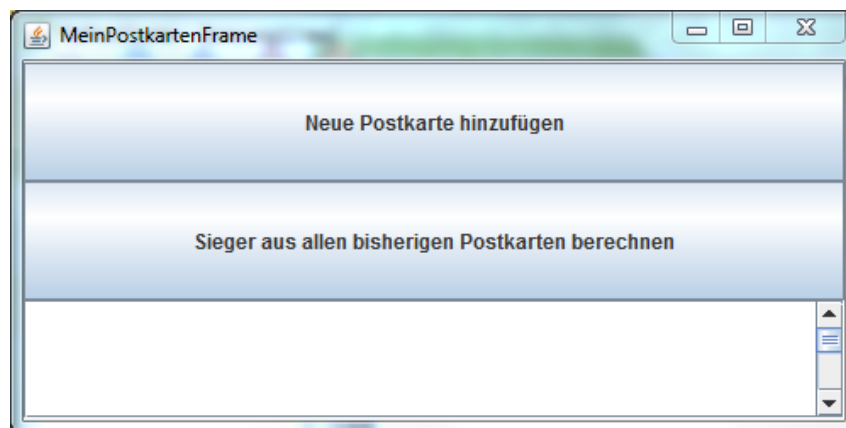 MeinPostkartenFrame
Neue Postkarte hinzufügen
Sieger aus allen bisherigen Postkarten berechnen